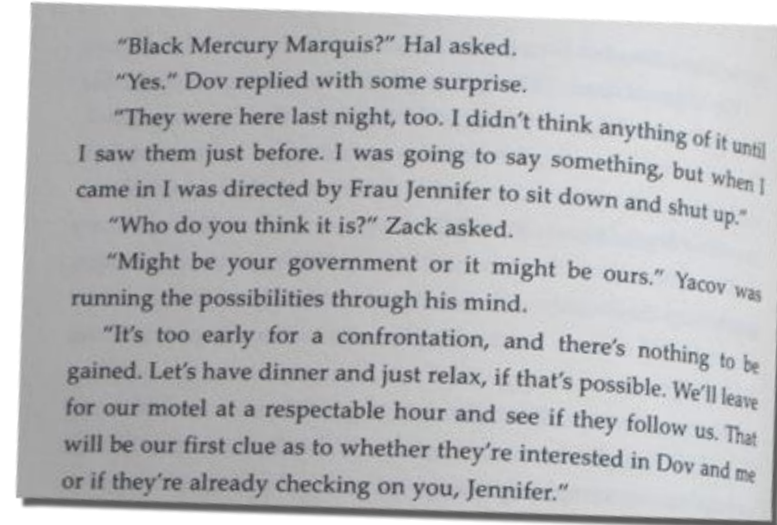 "Black Mercury Marquis?" Hal asked.
"Yes." Dov replied with some surprise.
"They were here last night, too. I didn't think anything of it until
I saw them just before. I was going to say something, but when I
came in I was directed by Frau Jennifer to sit down and shut up."
"Who do you think it is?" Zack asked.
"Might be your government or it might be ours." Yacov was
running the possibilities through his mind.
"It's too early for a confrontation, and there's nothing to be
gained. Let's have dinner and just relax, if that's possible. We'll leave
for our motel at a respectable hour and see if they follow us. That
will be our first clue as to whether they're interested in Dov and me
or if they're already checking on you, Jennifer."